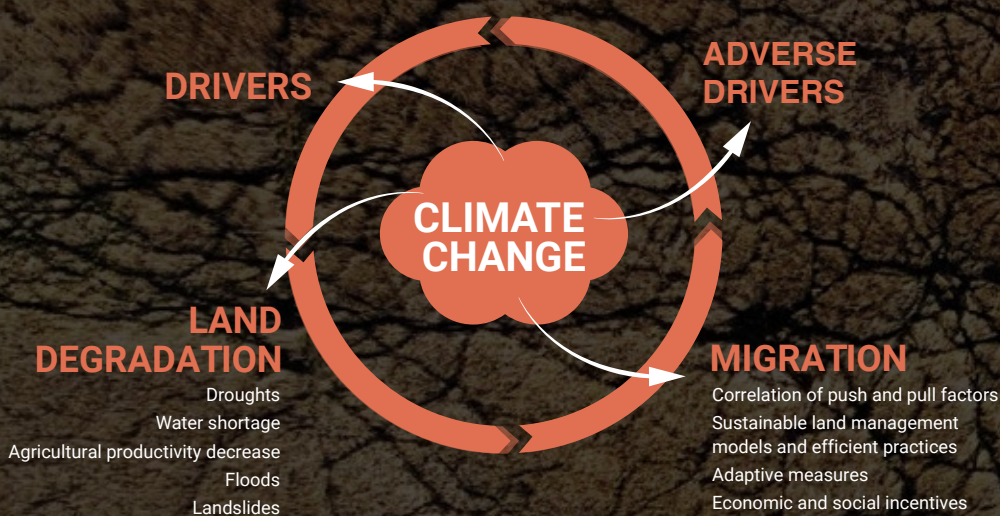 DRIVERS
ADVERSE
DRIVERS
CLIMATE
CHANGE
LAND
DEGRADATION
Droughts
Water shortage
Agricultural productivity decrease
Floods
Landslides
MIGRATION
Correlation of push and pull factors
Sustainable land management
models and efficient practices
Adaptive measures
Economic and social incentives